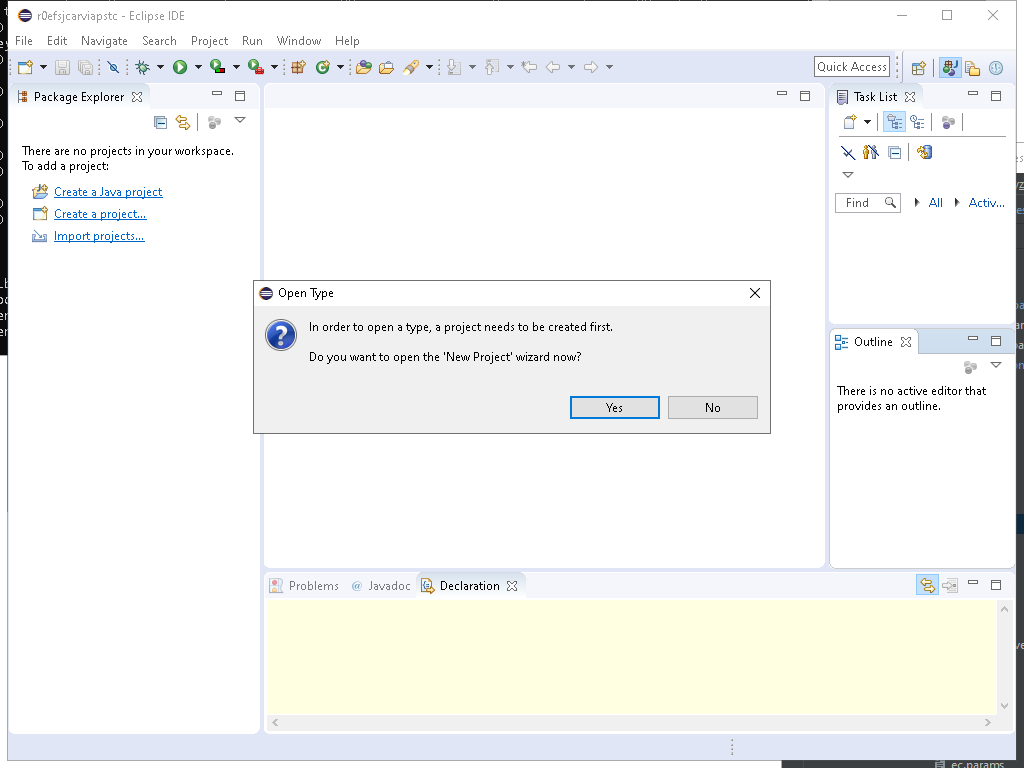 r0efsjcarviapstc - Eclipse IDE
File Edit Navigate Search Project Run Window Help
Quick Access
Package Explorer
There are no projects in your workspace.
To add a project:
Create a Java project
Create a project...
Import projects...
Task List
Find All Activ...
Open Type
In order to open a type, a project needs to be created first.
Do you want to open the 'New Project' wizard now?
Yes No
Outline
There is no active editor that
provides an outline.
Problems @ Javadoc Declaration
ec.params